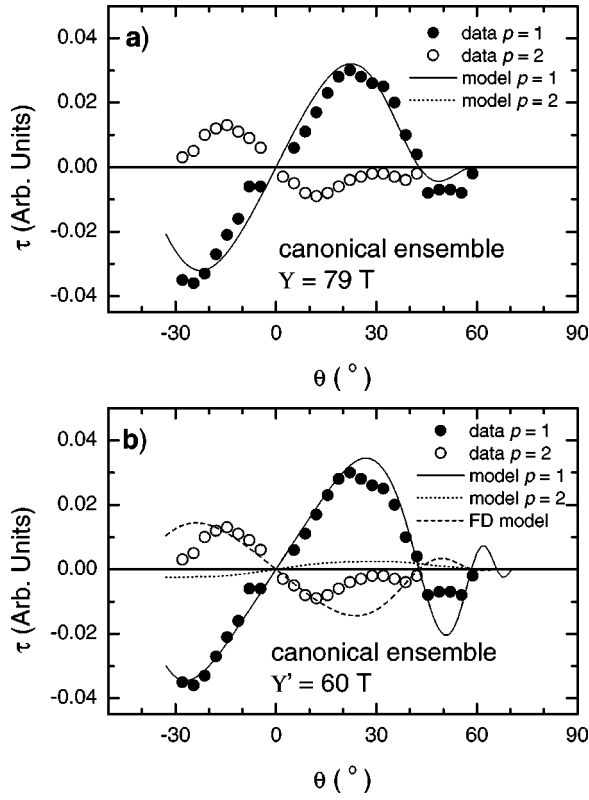 a)
data p = 1
data p = 2
model p = 1
model p = 2
0.04
0.02
0.00
-0.02
-0.04
τ (Arb. Units)
canonical ensemble
ϒ = 79 T
-30 0 30 60 90
θ ( ° )
b)
data p = 1
data p = 2
model p = 1
model p = 2
FD model
0.04
0.02
0.00
-0.02
-0.04
τ (Arb. Units)
canonical ensemble
ϒ' = 60 T
-30 0 30 60 90
θ ( ° )